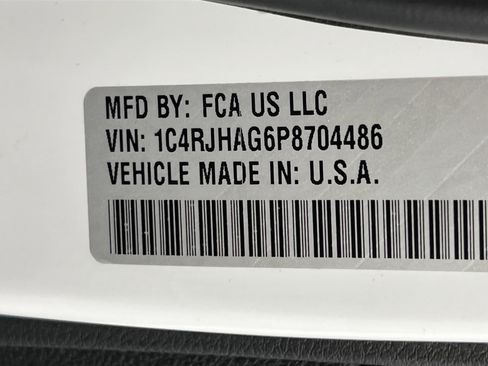 MFD BY: FCA US LLC
VIN: 1C4RJHAG6P8704486
VEHICLE MADE IN: U.S.A.